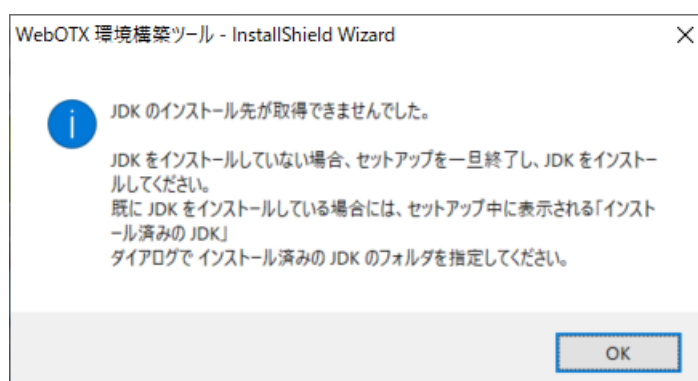 WebOTX 環境構築ツール - InstallShield Wizard
JDK のインストール先が取得できませんでした。
JDK をインストールしていない場合、セットアップを一旦終了し、JDK をインストー
ルしてください。
既に JDK をインストールしている場合には、セットアップ中に表示される「インスト
ール済みの JDK」
ダイアログで インストール済みの JDK のフォルダを指定してください。
OK